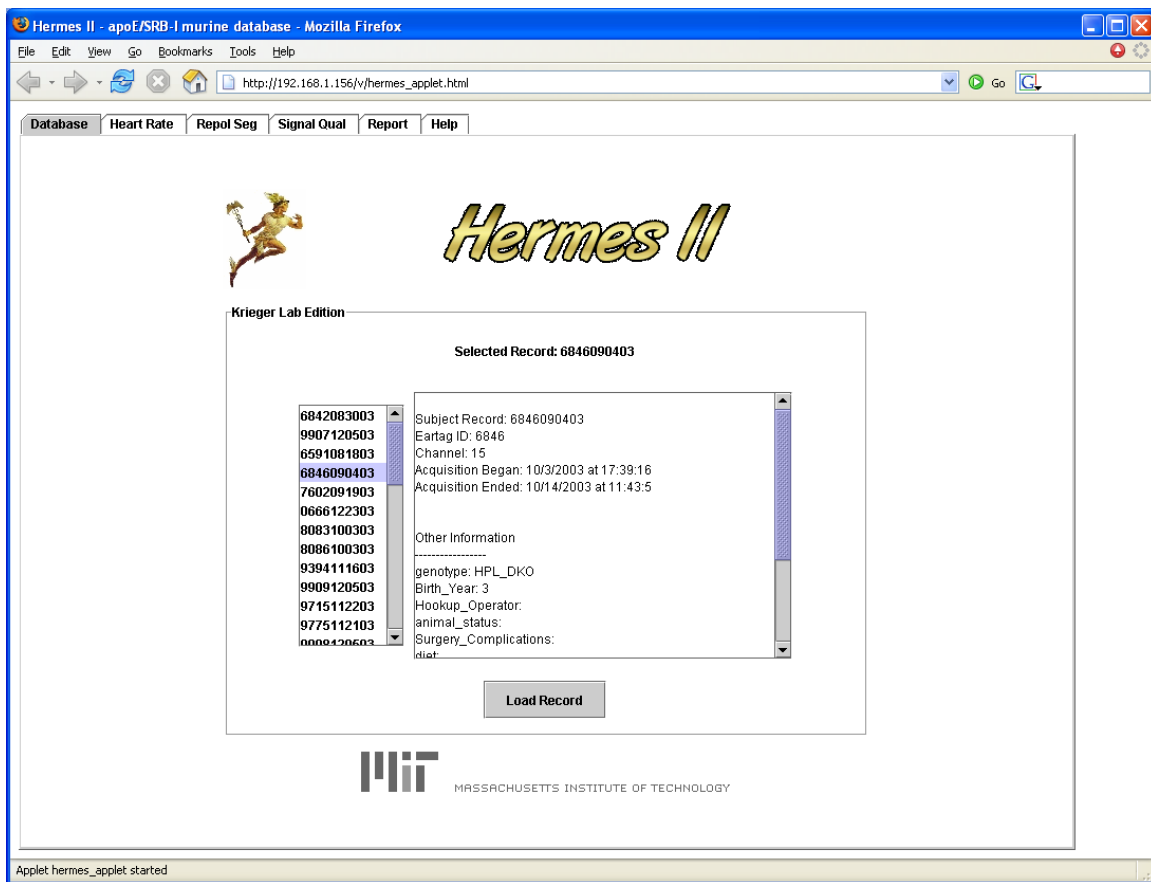 Hermes II - apoE/SRB-I murine database - Mozilla Firefox
File Edit View Go Bookmarks Tools Help
http://192.168.1.156/v/hermes_applet.html Go G
Database Heart Rate Repol Seg Signal Qual Report Help
Hermes II
Krieger Lab Edition
Selected Record: 6846090403
6842083003
9907120503
6591081803
6846090403
7602091903
0666122303
8083100303
8086100303
9394111603
9909120503
9715112203
9775112103
Subject Record: 6846090403
Eartag ID: 6846
Channel: 15
Acquisition Began: 10/3/2003 at 17:39:16
Acquisition Ended: 10/14/2003 at 11:43:5
Other Information
----------------
genotype: HPL_DKO
Birth_Year: 3
Hookup_Operator:
animal_status:
Surgery_Complications:
diet:
Load Record
MIT
MASSACHUSETTS INSTITUTE OF TECHNOLOGY
Applet hermes_applet started